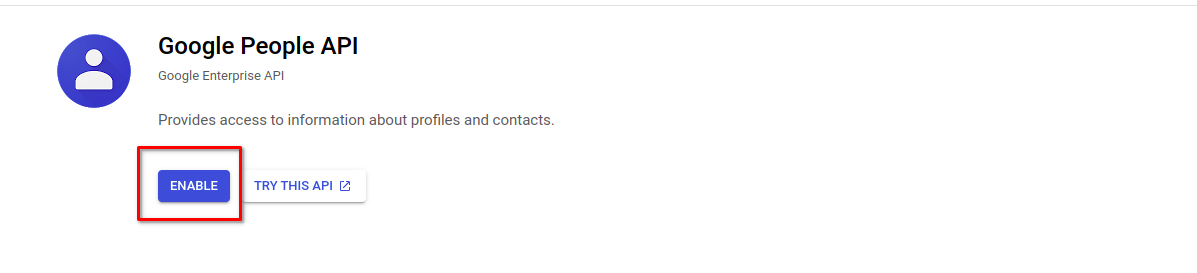 Google People API
Google Enterprise API
Provides access to information about profiles and contacts.
ENABLE
TRY THIS API